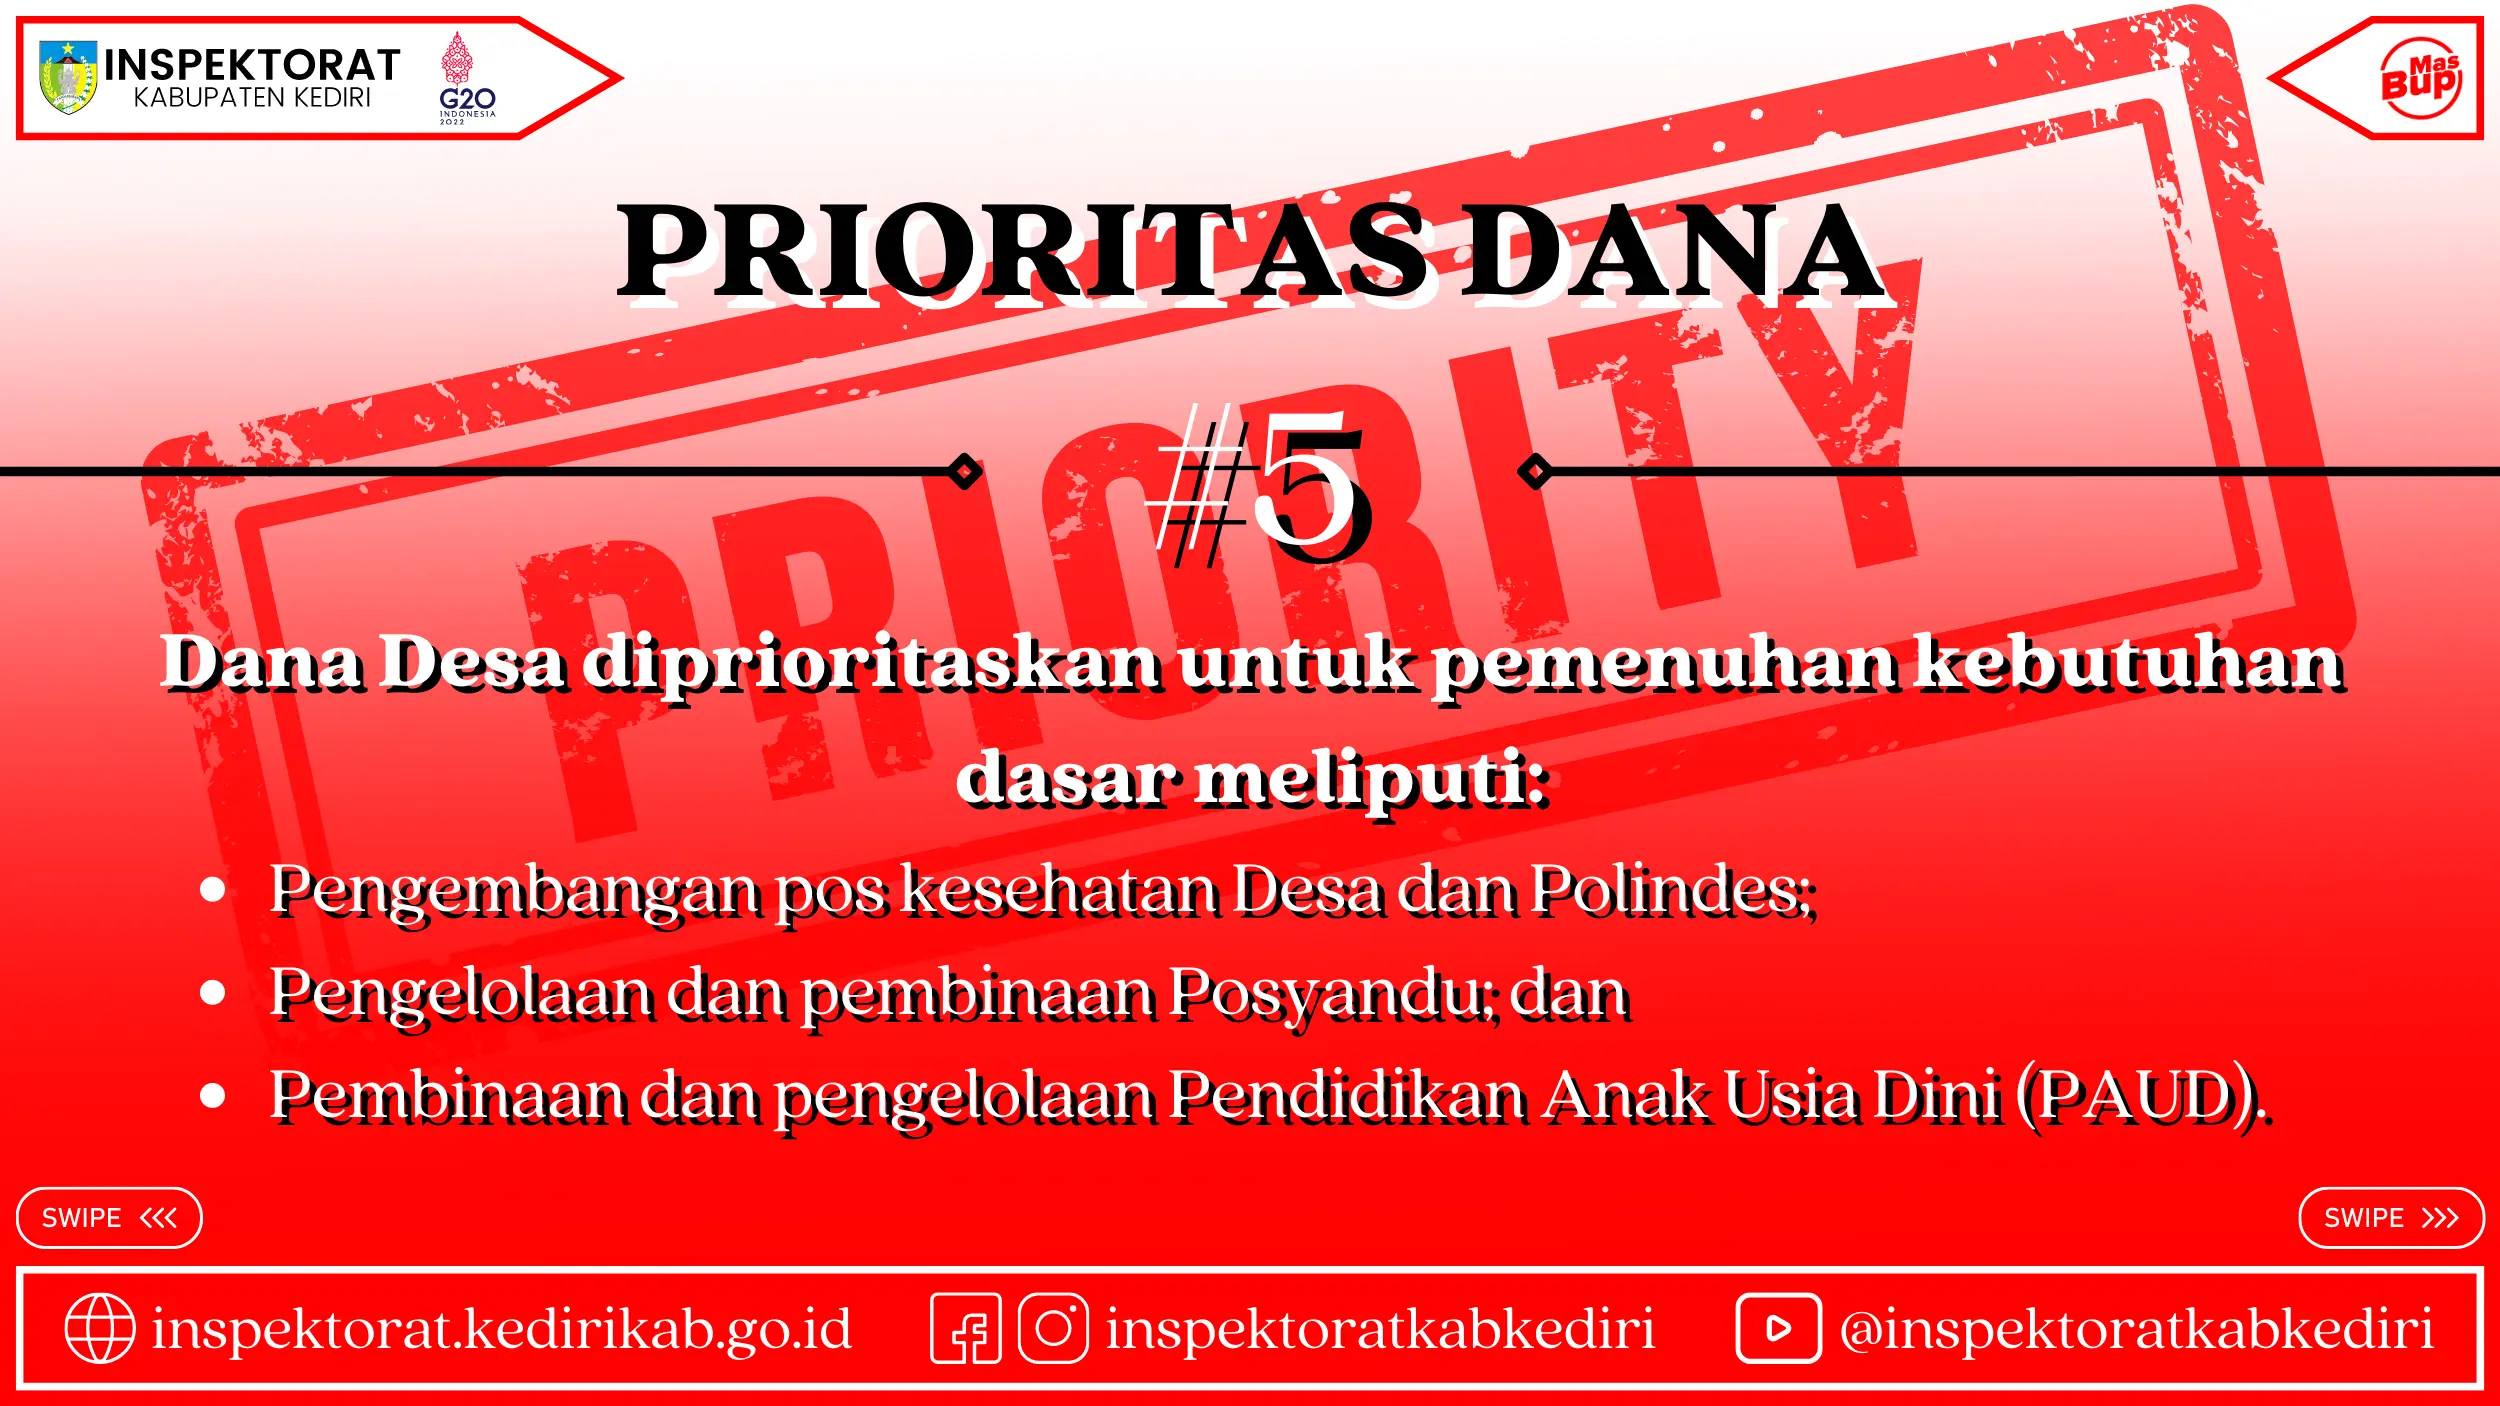 INSPEKTORAT
KABUPATEN KEDIRI
G20
INDONESIA
2022
Mas
Bup
PRIORITAS DANA
PRIORITY
#5
Dana Desa diprioritaskan untuk pemenuhan kebutuhan
dasar meliputi:
• Pengembangan pos kesehatan Desa dan Polindes;
• Pengelolaan dan pembinaan Posyandu; dan
• Pembinaan dan pengelolaan Pendidikan Anak Usia Dini (PAUD).
SWIPE <<<
SWIPE >>>
inspektorat.kedirikab.go.id
inspektoratkabkediri
@inspektoratkabkediri